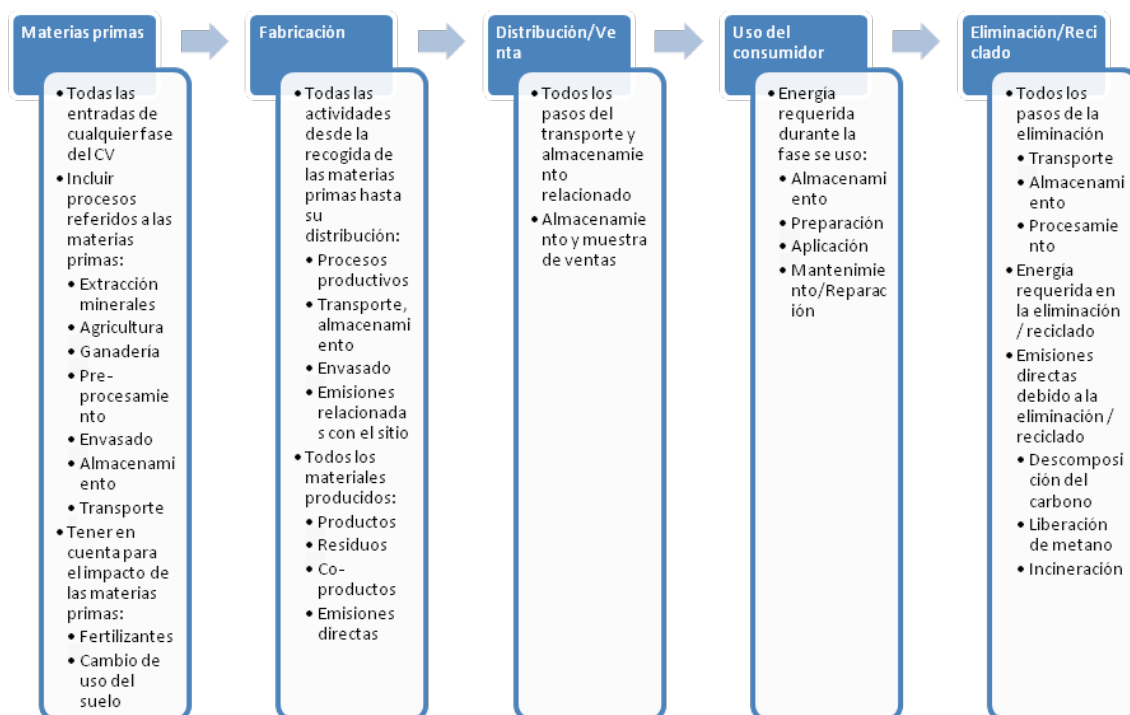 Materias primas
• Todas las
entradas de
cualquier fase
del CV
• Incluir
procesos
referidos a las
materias
primas:
• Extracción
minerales
• Agricultura
• Ganadería
• Pre-
procesamie
nto
• Envasado
• Almacenami
ento
• Transporte
• Tener en
cuenta para
el impacto de
las materias
primas:
• Fertilizantes
• Cambio de
uso del
suelo
Fabricación
• Todas las
actividades
desde la
recogida de
las materias
primas hasta
su
distribución:
• Procesos
productivos
• Transporte,
almacenami
ento
• Envasado
• Emisiones
relacionada
s con el sitio
• Todos los
materiales
producidos:
• Productos
• Residuos
• Co-
productos
• Emisiones
directas
Distribución/Ve
nta
• Todos los
pasos del
transporte y
almacenamie
nto
relacionado
• Almacenamie
nto y muestra
de ventas
Uso del
consumidor
• Energía
requerida
durante la
fase se uso:
• Almacenami
ento
• Preparación
• Aplicación
• Mantenimie
nto/Reparac
ión
Eliminación/Reci
clado
• Todos los
pasos de la
eliminación
• Transporte
• Almacenami
ento
• Procesamie
nto
• Energía
requerida en
la eliminación
/ reciclado
• Emisiones
directas
debido a la
eliminación /
reciclado
• Descomposi
ción del
carbono
• Liberación
de metano
• Incineración